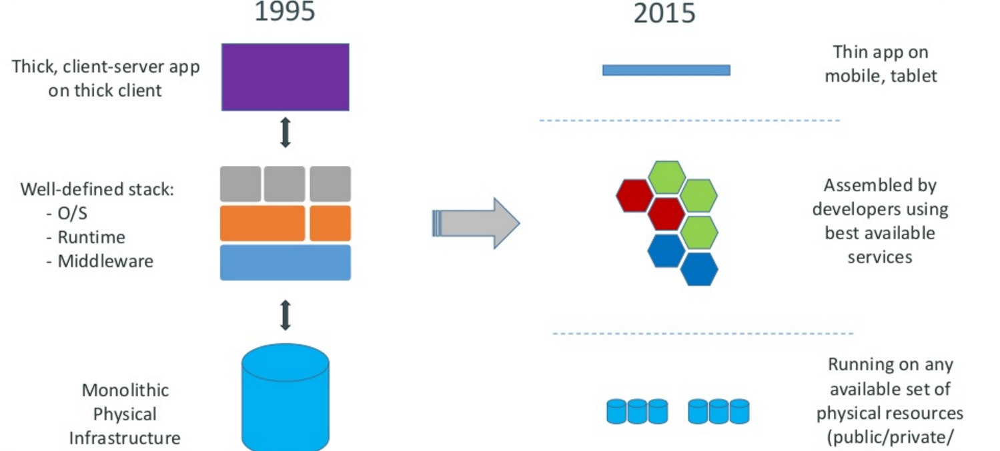 1995
2015
Thick, client-server app
on thick client
Thin app on
mobile, tablet
Well-defined stack:
- O/S
- Runtime
- Middleware
Assembled by
developers using
best available
services
Monolithic
Physical
Infrastructure
Running on any
available set of
physical resources
(public/private/